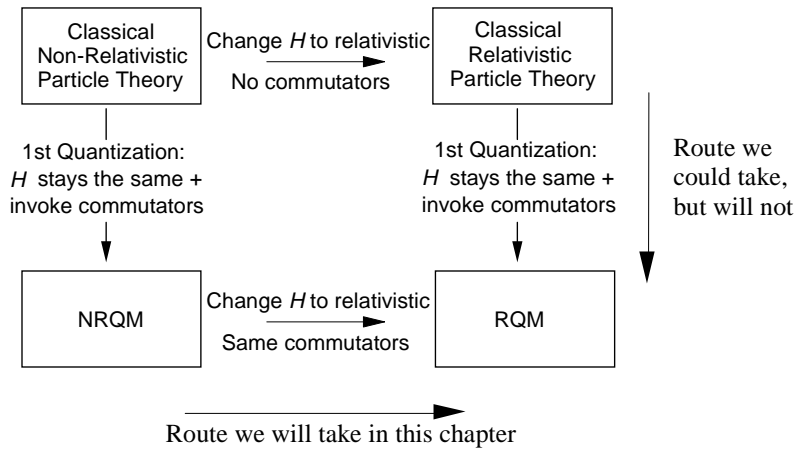 Classical
Non-Relativistic
Particle Theory
Change H to relativistic
No commutators
Classical
Relativistic
Particle Theory
1st Quantization:
H stays the same +
invoke commutators
1st Quantization:
H stays the same +
invoke commutators
Route we
could take,
but will not
NRQM
Change H to relativistic
Same commutators
RQM
Route we will take in this chapter